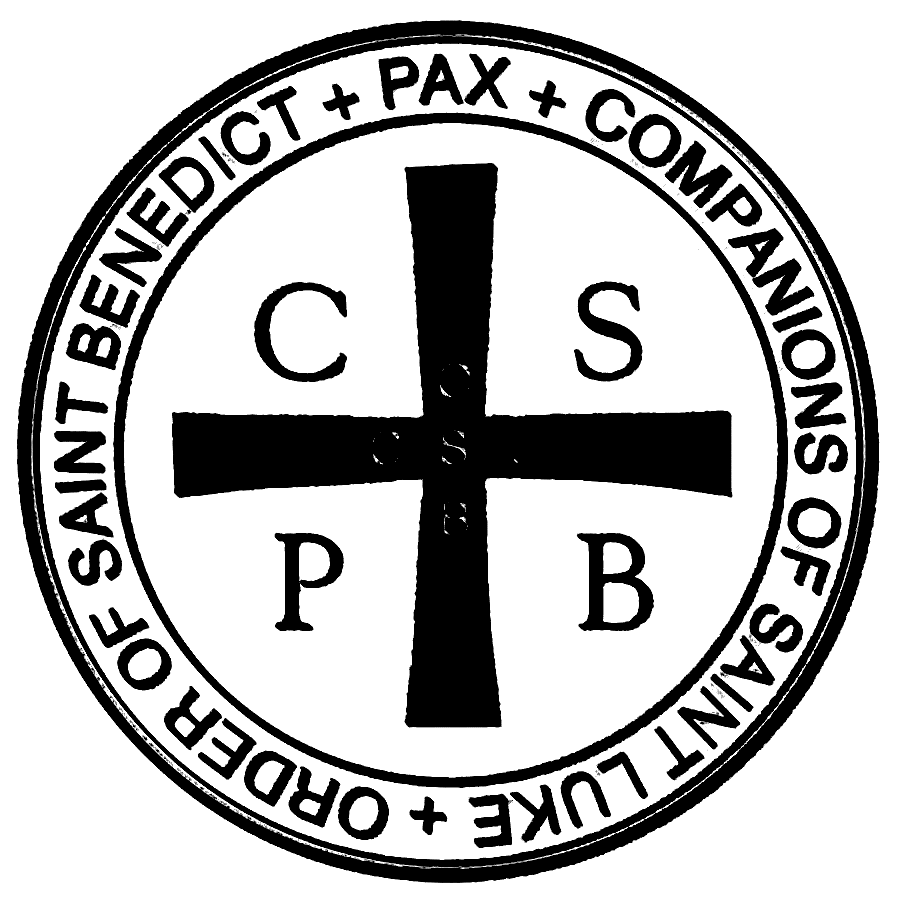 + PAX + COMPANIONS OF SAINT LUKE + ORDER OF SAINT BENEDICT
C S
P B